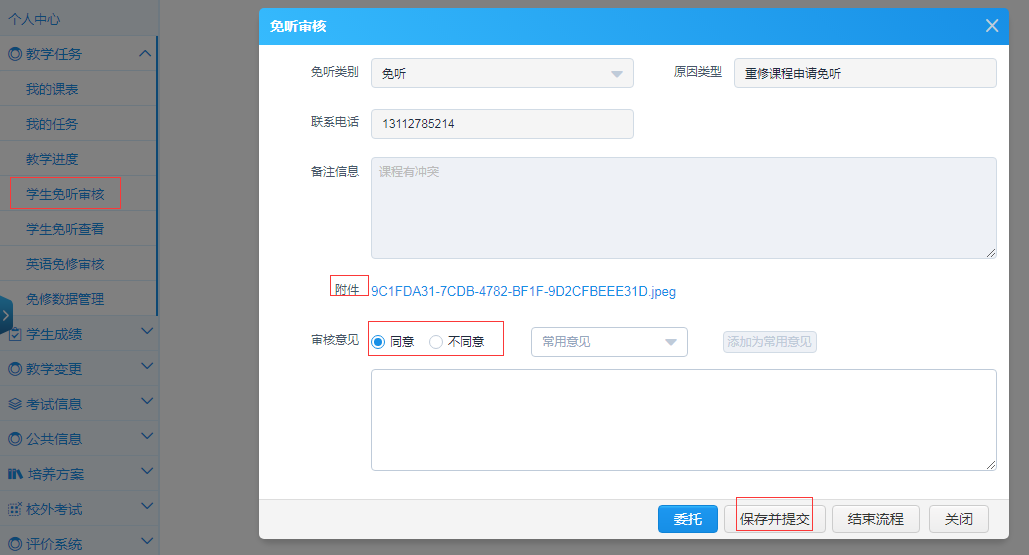 个人中心
教学任务
我的课表
我的任务
教学进度
学生免听审核
学生免听查看
英语免修审核
免修数据管理
学生成绩
教学变更
考试信息
公共信息
培养方案
校外考试
评价系统
免听审核
免听类别 免听 原因类型 重修课程申请免听
联系电话 13112785214
备注信息 课程有冲突
附件 9C1FDA31-7CDB-4782-BF1F-9D2CFBEEE31D.jpeg
审核意见 同意 不同意 常用意见 添加为常用意见
委托 保存并提交 结束流程 关闭